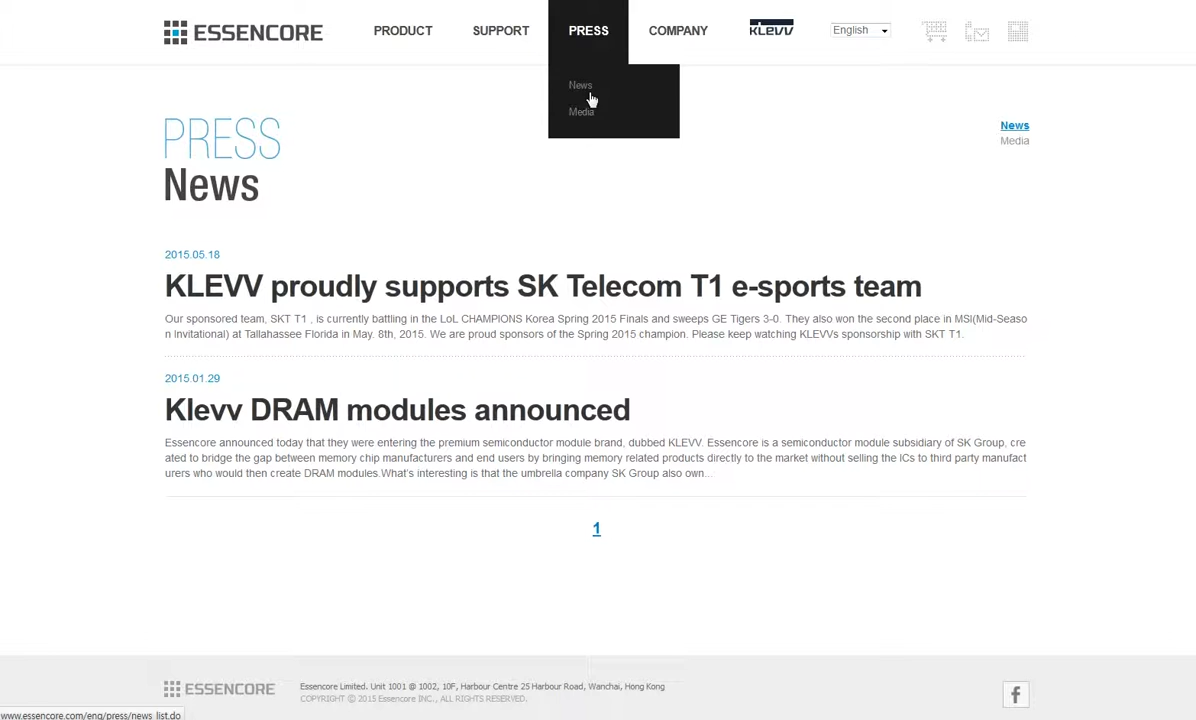 ESSENCORE
PRODUCT
SUPPORT
PRESS
COMPANY
KLEVV
English
News
Media
PRESS
News
News
Media
2015.05.18
KLEVV proudly supports SK Telecom T1 e-sports team
Our sponsored team, SKT T1 , is currently battling in the LoL CHAMPIONS Korea Spring 2015 Finals and sweeps GE Tigers 3-0. They also won the second place in MSI(Mid-Seaso
n Invitational) at Tallahassee Florida in May. 8th, 2015. We are proud sponsors of the Spring 2015 champion. Please keep watching KLEVVs sponsorship with SKT T1.
2015.01.29
Klevv DRAM modules announced
Essencore announced today that they were entering the premium semiconductor module brand, dubbed KLEVV. Essencore is a semiconductor module subsidiary of SK Group, cre
ated to bridge the gap between memory chip manufacturers and end users by bringing memory related products directly to the market without selling the ICs to third party manufact
urers who would then create DRAM modules.What's interesting is that the umbrella company SK Group also own...
1
ESSENCORE
Essencore Limited. Unit 1001 @ 1002, 10F, Harbour Centre 25 Harbour Road, Wanchai, Hong Kong
COPYRIGHT © 2015 Essencore INC., ALL RIGHTS RESERVED.
f
www.essencore.com/eng/press/news_list.do